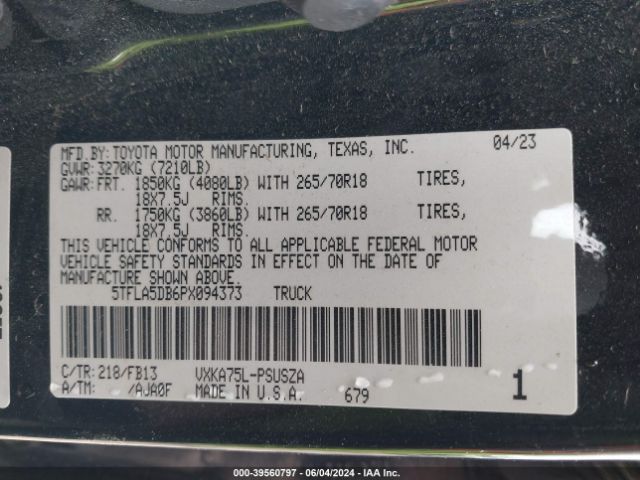 MFD.BY:TOYOTA MOTOR MANUFACTURING, TEXAS, INC. 04/23
GVWR:3270KG (7210LB)
GAWR:FRT. 1850KG (4080LB) WITH 265/70R18 TIRES,
18X7.5J RIMS.
RR. 1750KG (3860LB) WITH 265/70R18 TIRES,
18X7.5J RIMS.
THIS VEHICLE CONFORMS TO ALL APPLICABLE FEDERAL MOTOR
VEHICLE SAFETY STANDARDS IN EFFECT ON THE DATE OF
MANUFACTURE SHOWN ABOVE.
5TFLA5DB6PX094373 TRUCK
C/TR:218/FB13 VXKA75L-PSUSZA
A/TM: /AJA0F MADE IN U.S.A. 679 1
000-39560797 - 06/04/2024 - IAA Inc.